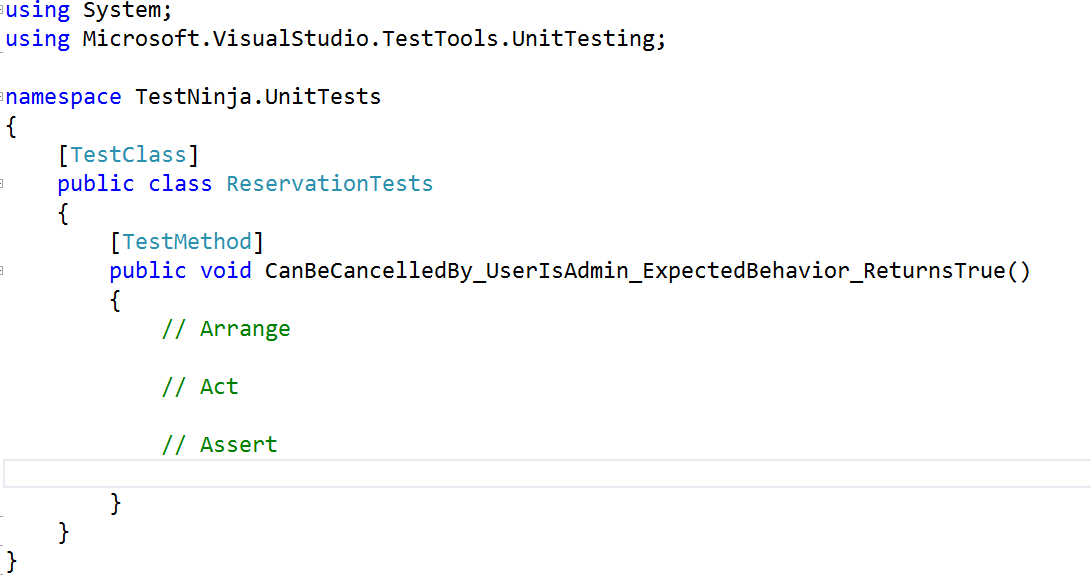 using System;
using Microsoft.VisualStudio.TestTools.UnitTesting;
namespace TestNinja.UnitTests
{
    [TestClass]
    public class ReservationTests
    {
        [TestMethod]
        public void CanBeCancelledBy_UserIsAdmin_ExpectedBehavior_ReturnsTrue()
        {
            // Arrange
            // Act
            // Assert
        }
    }
}